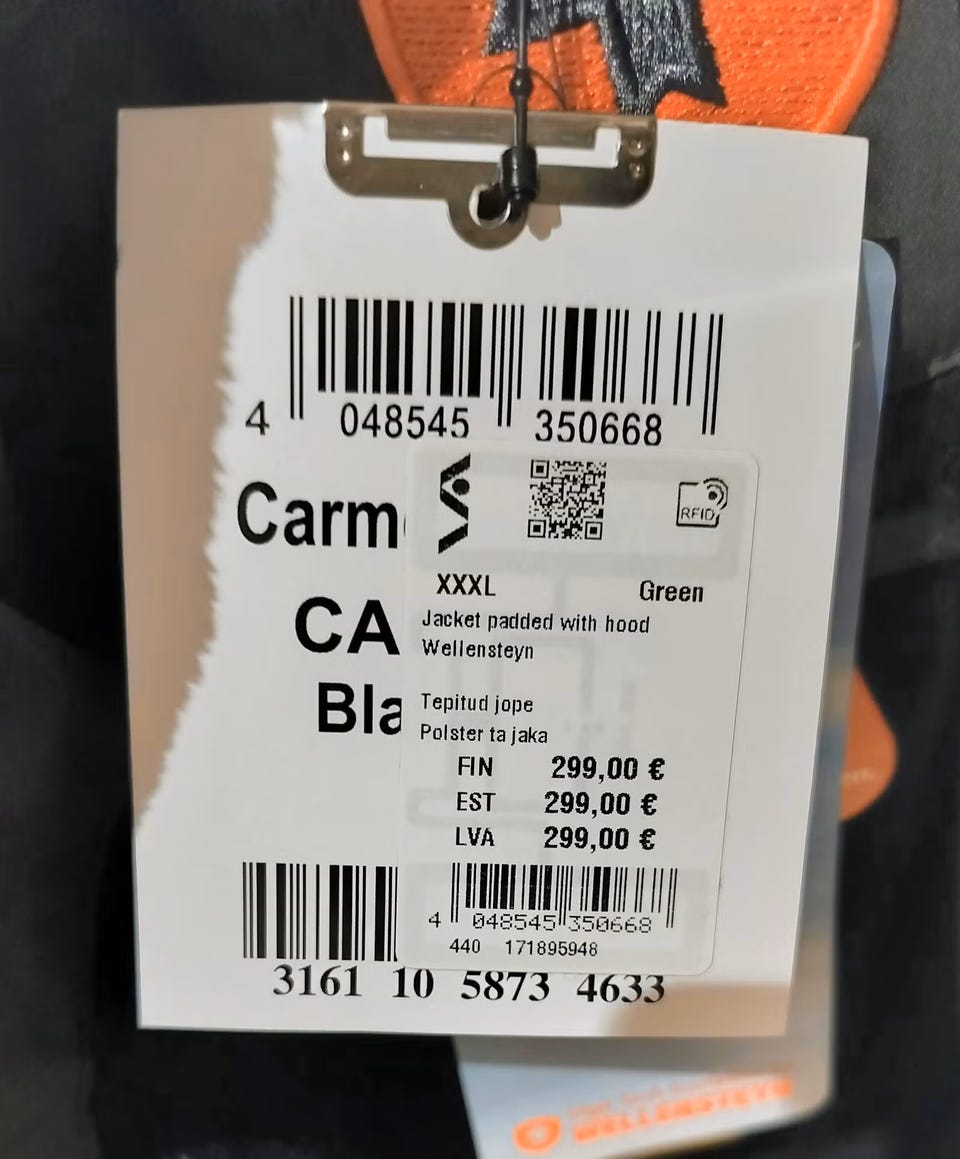 4 048545 350668
Carm
CA
Bla
RFID
XXXL Green
Jacket padded with hood
Wellensteyn
Tepitud jope
Polster ta jaka
FIN 299,00 €
EST 299,00 €
LVA 299,00 €
4 048545 350668
440 171895948
3161 10 5873 4633
WELLENSTEYN